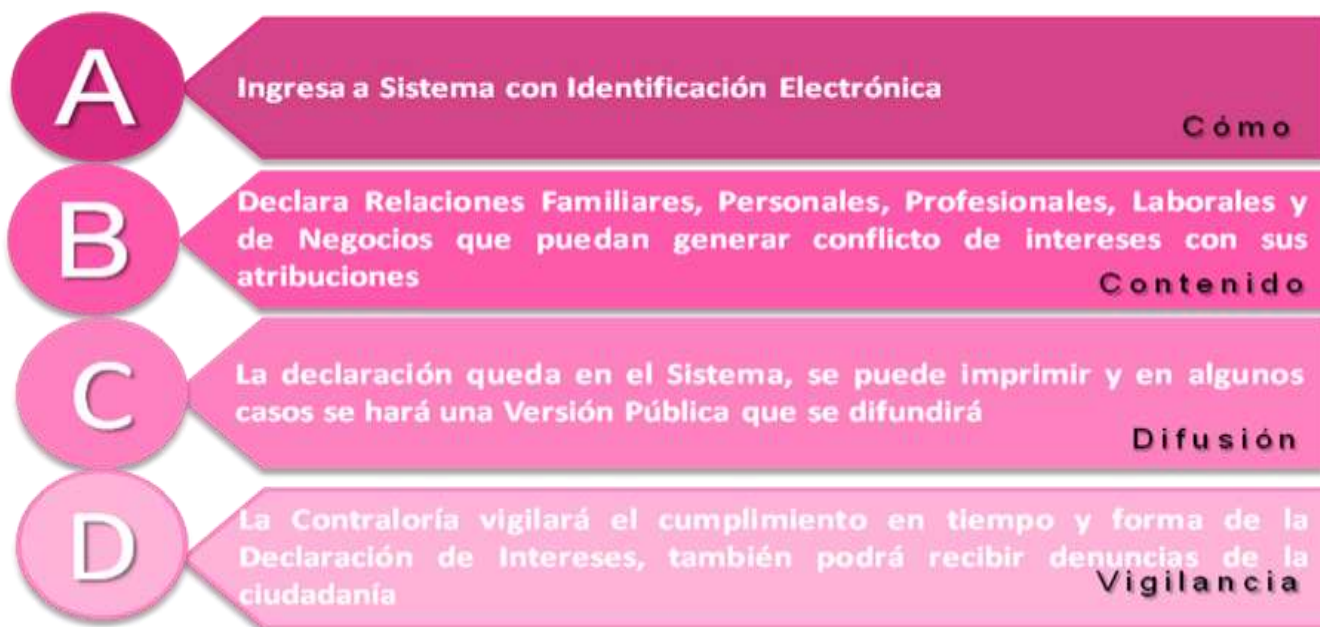 A
Ingresa a Sistema con Identificación Electrónica
Cómo
B
Declara Relaciones Familiares, Personales, Profesionales, Laborales y
de Negocios que puedan generar conflicto de intereses con sus
atribuciones
Contenido
C
La declaración queda en el Sistema, se puede imprimir y en algunos
casos se hará una Versión Pública que se difundirá
Difusión
D
La Contraloría vigilará el cumplimiento en tiempo y forma de la
Declaración de Intereses, también podrá recibir denuncias de la
ciudadanía
Vigilancia